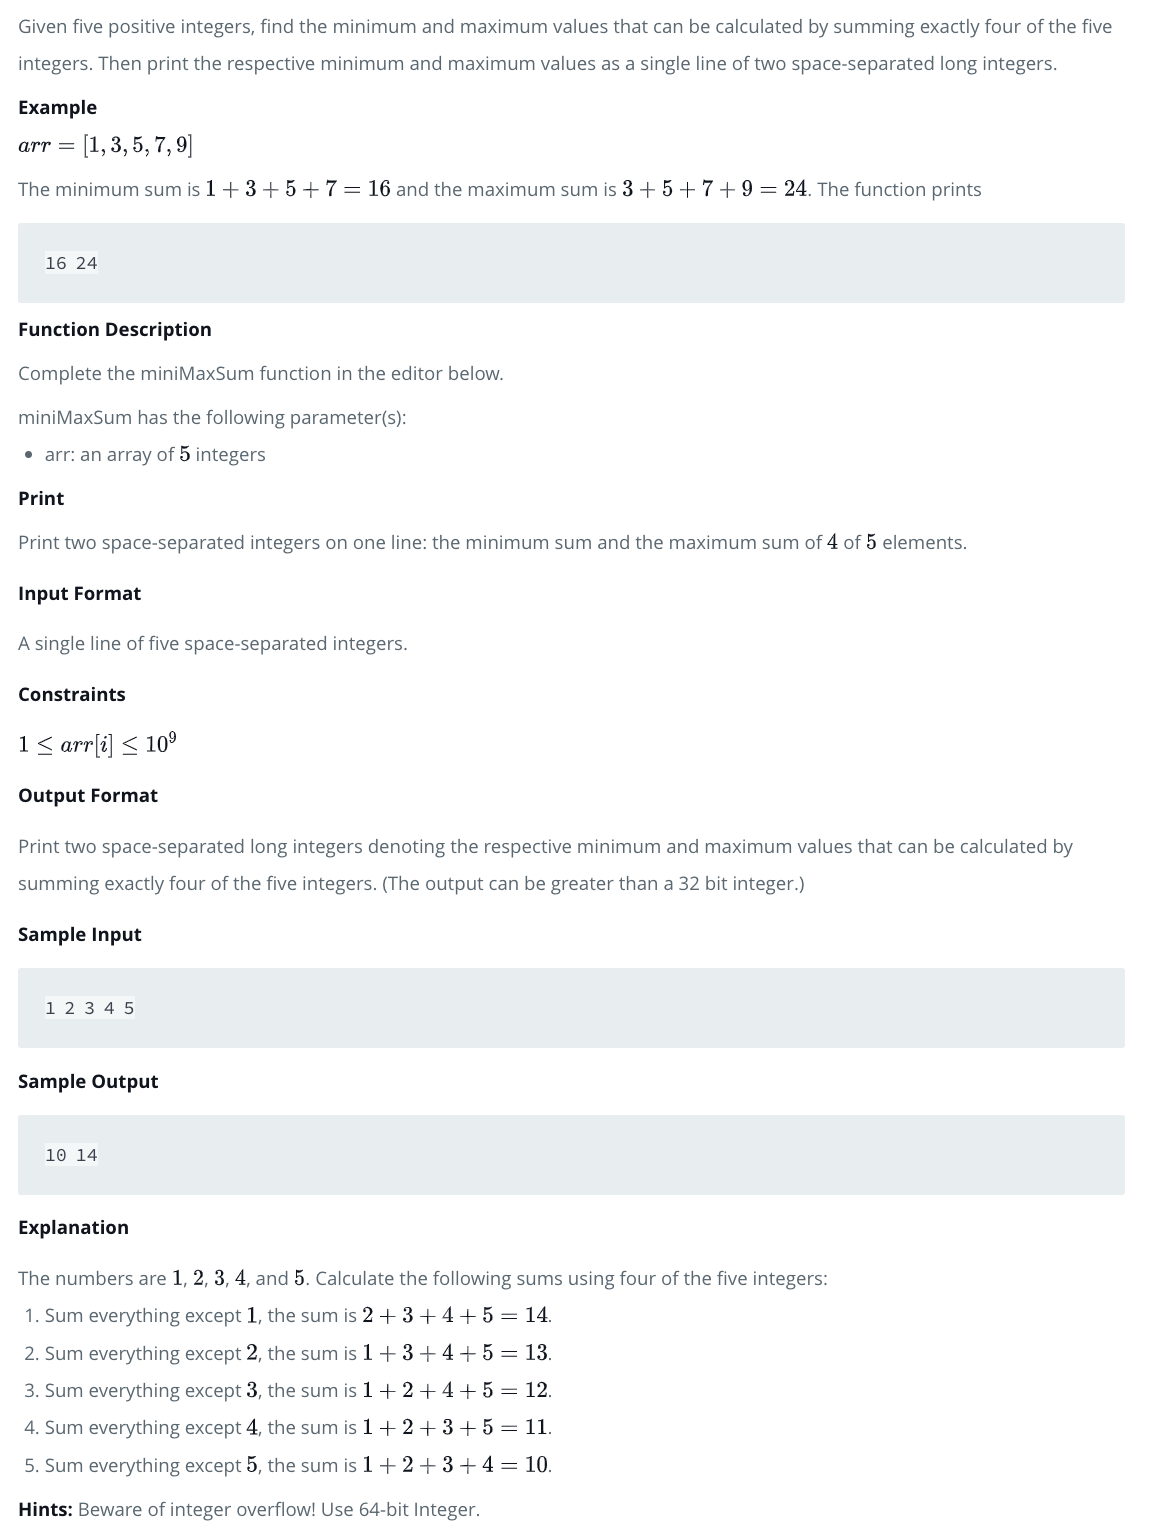 Given five positive integers, find the minimum and maximum values that can be calculated by summing exactly four of the five
integers. Then print the respective minimum and maximum values as a single line of two space-separated long integers.
Example
arr = [1, 3, 5, 7, 9]
The minimum sum is 1 + 3 + 5 + 7 = 16 and the maximum sum is 3 + 5 + 7 + 9 = 24. The function prints
16 24
Function Description
Complete the miniMaxSum function in the editor below.
miniMaxSum has the following parameter(s):
• arr: an array of 5 integers
Print
Print two space-separated integers on one line: the minimum sum and the maximum sum of 4 of 5 elements.
Input Format
A single line of five space-separated integers.
Constraints
1 ≤ arr[i] ≤ 10⁹
Output Format
Print two space-separated long integers denoting the respective minimum and maximum values that can be calculated by
summing exactly four of the five integers. (The output can be greater than a 32 bit integer.)
Sample Input
1 2 3 4 5
Sample Output
10 14
Explanation
The numbers are 1, 2, 3, 4, and 5. Calculate the following sums using four of the five integers:
1. Sum everything except 1, the sum is 2 + 3 + 4 + 5 = 14.
2. Sum everything except 2, the sum is 1 + 3 + 4 + 5 = 13.
3. Sum everything except 3, the sum is 1 + 2 + 4 + 5 = 12.
4. Sum everything except 4, the sum is 1 + 2 + 3 + 5 = 11.
5. Sum everything except 5, the sum is 1 + 2 + 3 + 4 = 10.
Hints: Beware of integer overflow! Use 64-bit Integer.